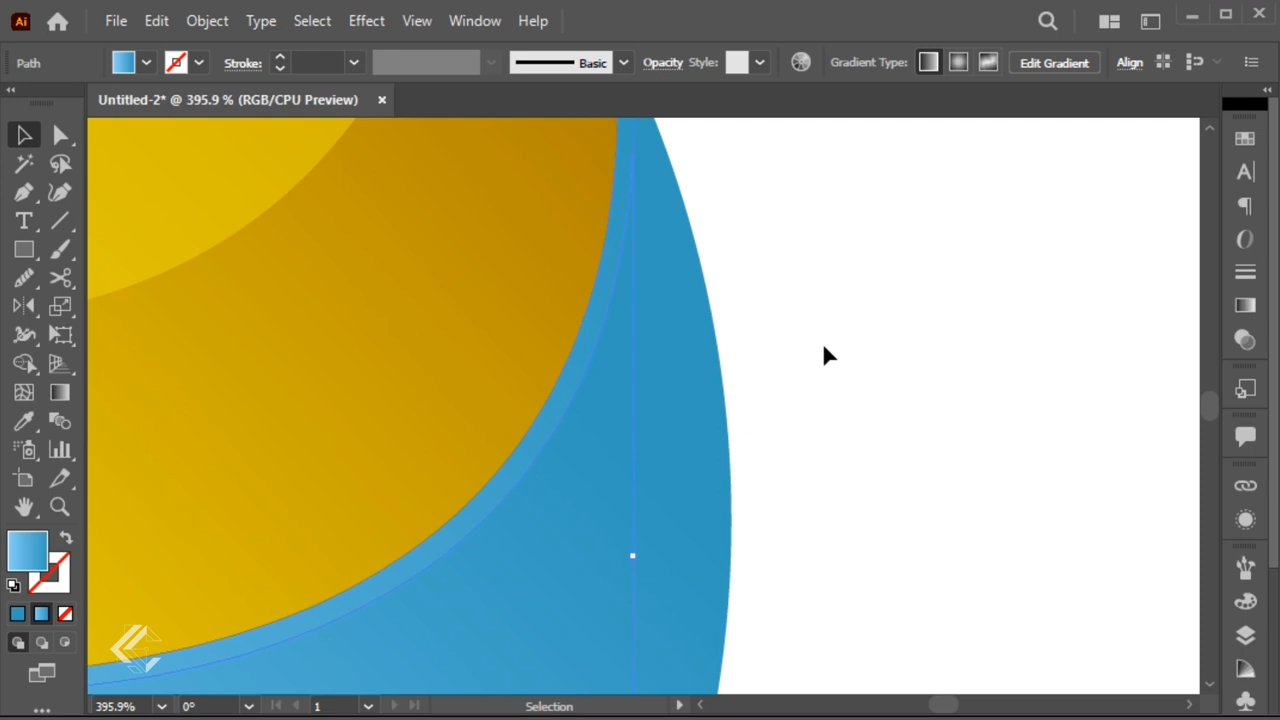 Ai File Edit Object Type Select Effect View Window Help
Path Stroke: Basic Opacity Style: Gradient Type: Edit Gradient Align
Untitled-2* @ 395.9 % (RGB/CPU Preview) ×
395.9% 0° 1 Selection